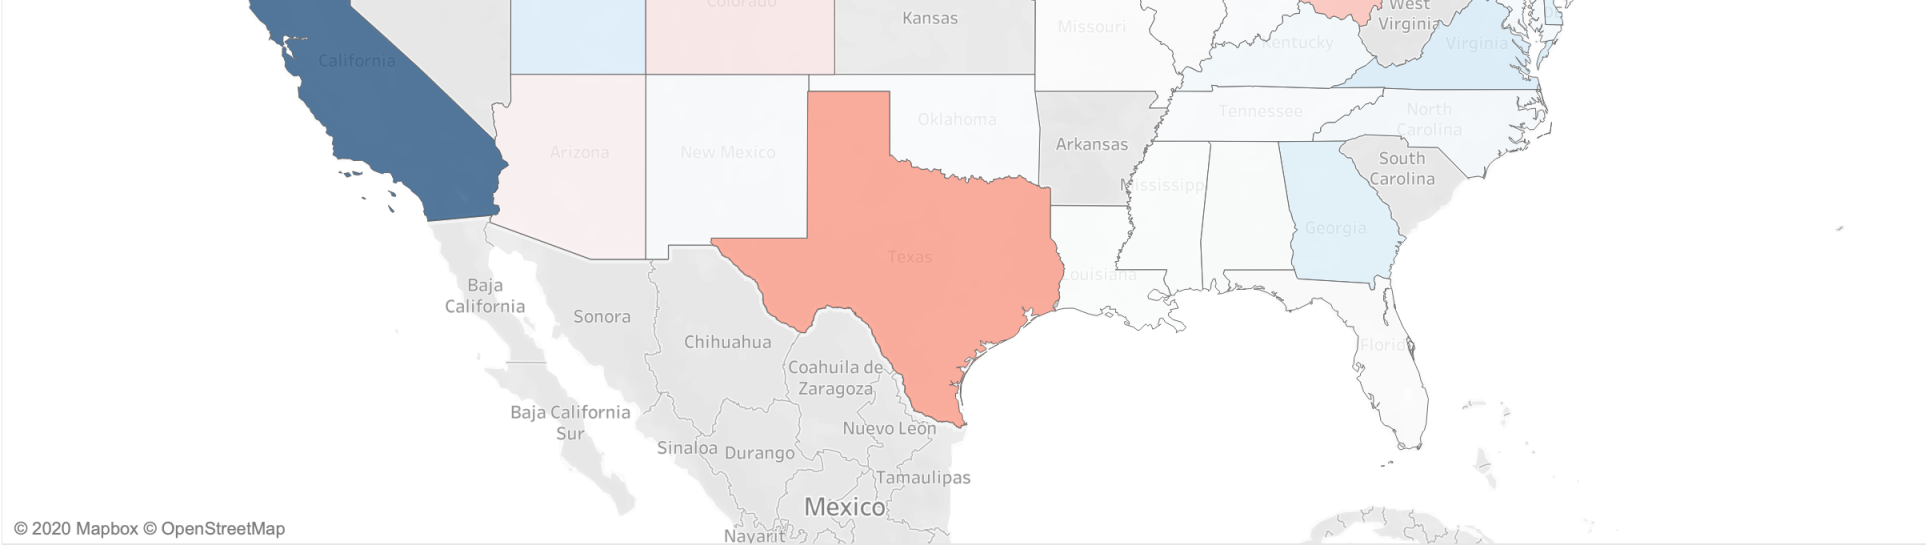 Colorado
Kansas
West
Virginia
Missouri
Kentucky
Virginia
California
Oklahoma
Tennessee
North
Carolina
Arizona
New Mexico
Arkansas
South
Carolina
Mississippi
Georgia
Texas
Louisiana
Baja
California
Sonora
Chihuahua
Florida
Coahuila de
Zaragoza
Baja California
Sur
Nuevo León
Sinaloa
Durango
Tamaulipas
Mexico
Nayarit
© 2020 Mapbox © OpenStreetMap